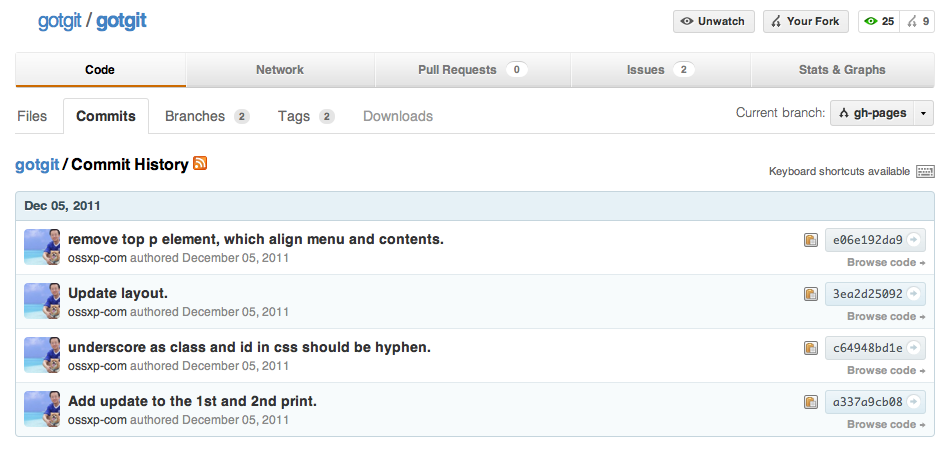 gotgit / gotgit
Unwatch
Your Fork
25
9
Code
Network
Pull Requests 0
Issues 2
Stats & Graphs
Files
Commits
Branches 2
Tags 2
Downloads
Current branch: gh-pages
gotgit / Commit History
Keyboard shortcuts available
Dec 05, 2011
remove top p element, which align menu and contents.
e06e192da9
ossxp-com authored December 05, 2011
Browse code
Update layout.
3ea2d25092
ossxp-com authored December 05, 2011
Browse code
underscore as class and id in css should be hyphen.
c64948bd1e
ossxp-com authored December 05, 2011
Browse code
Add update to the 1st and 2nd print.
a337a9cb08
ossxp-com authored December 05, 2011
Browse code